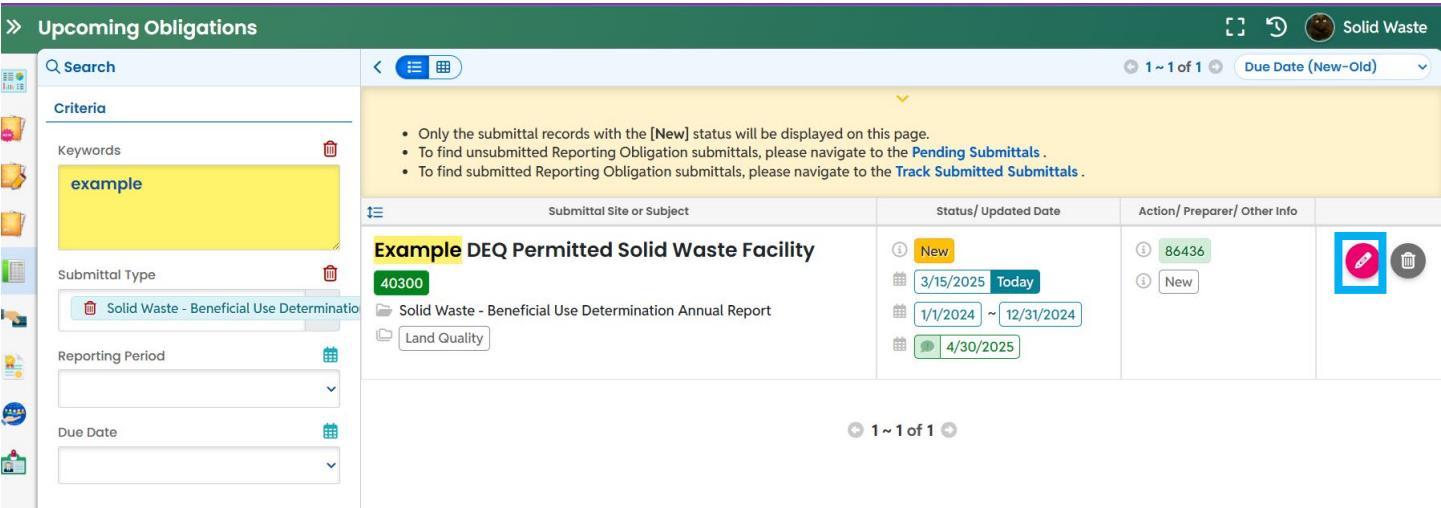 Upcoming Obligations
Solid Waste
Search
1 ~ 1 of 1
Due Date (New-Old)
Criteria
Keywords
example
Submittal Type
Solid Waste - Beneficial Use Determinatio
Reporting Period
Due Date
• Only the submittal records with the [New] status will be displayed on this page.
• To find unsubmitted Reporting Obligation submittals, please navigate to the Pending Submittals .
• To find submitted Reporting Obligation submittals, please navigate to the Track Submitted Submittals .
Submittal Site or Subject
Status/ Updated Date
Action/ Preparer/ Other Info
Example DEQ Permitted Solid Waste Facility
40300
Solid Waste - Beneficial Use Determination Annual Report
Land Quality
New
3/15/2025 Today
1/1/2024 ~ 12/31/2024
4/30/2025
86436
New
1 ~ 1 of 1